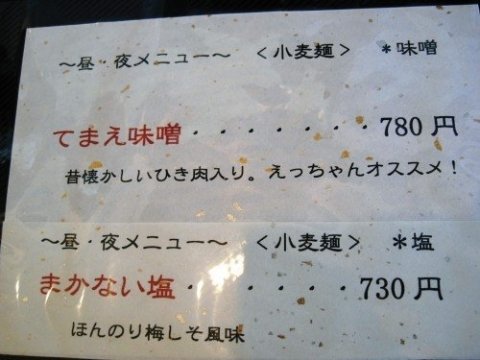 ～昼・夜メニュー～ ＜小麦麺＞ ＊味噌
てまえ味噌・・・・・・・780円
昔懐かしいひき肉入り。えっちゃんオススメ！
～昼・夜メニュー～ ＜小麦麺＞ ＊塩
まかない塩・・・・・・・730円
ほんのり梅しそ風味